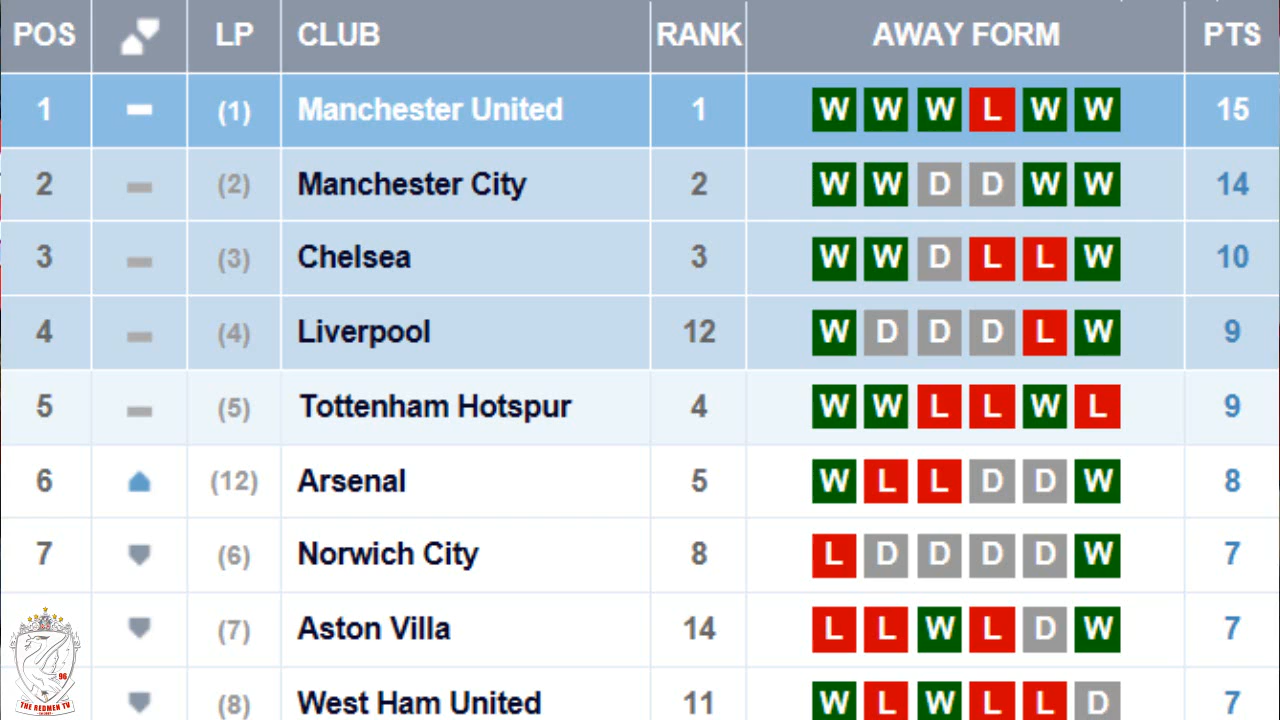 POS LP CLUB RANK AWAY FORM PTS
1 (1) Manchester United 1 W W W L W W 15
2 (2) Manchester City 2 W W D D W W 14
3 (3) Chelsea 3 W W D L L W 10
4 (4) Liverpool 12 W D D D L W 9
5 (5) Tottenham Hotspur 4 W W L L W L 9
6 (12) Arsenal 5 W L L D D W 8
7 (6) Norwich City 8 L D D D D W 7
(7) Aston Villa 14 L L W L D W 7
(8) West Ham United 11 W L W L L D 7
96
THE REDMEN TV